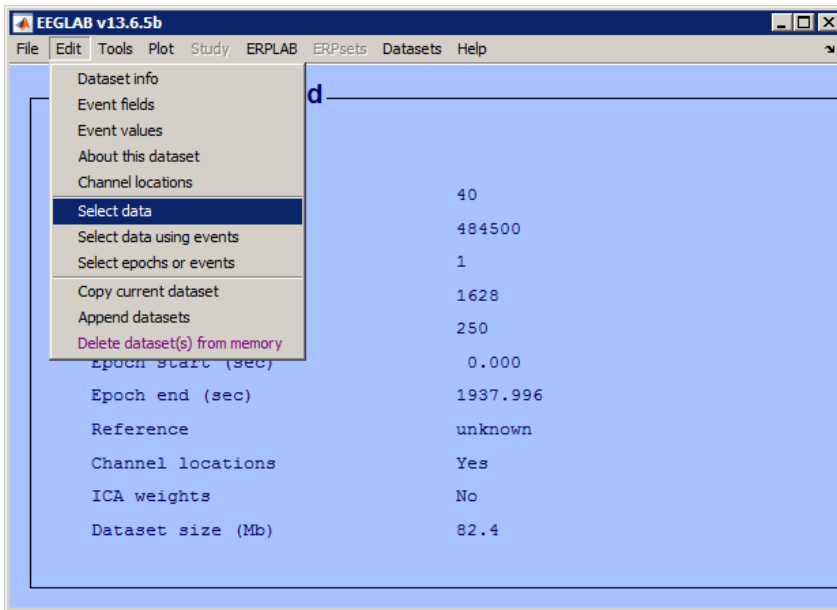 EEGLAB v13.6.5b
File Edit Tools Plot Study ERPLAB ERPsets Datasets Help
Dataset info
Event fields
Event values
About this dataset
Channel locations
Select data
Select data using events
Select epochs or events
Copy current dataset
Append datasets
Delete dataset(s) from memory
d
40
484500
1
1628
250
Epoch start (sec) 0.000
Epoch end (sec) 1937.996
Reference unknown
Channel locations Yes
ICA weights No
Dataset size (Mb) 82.4